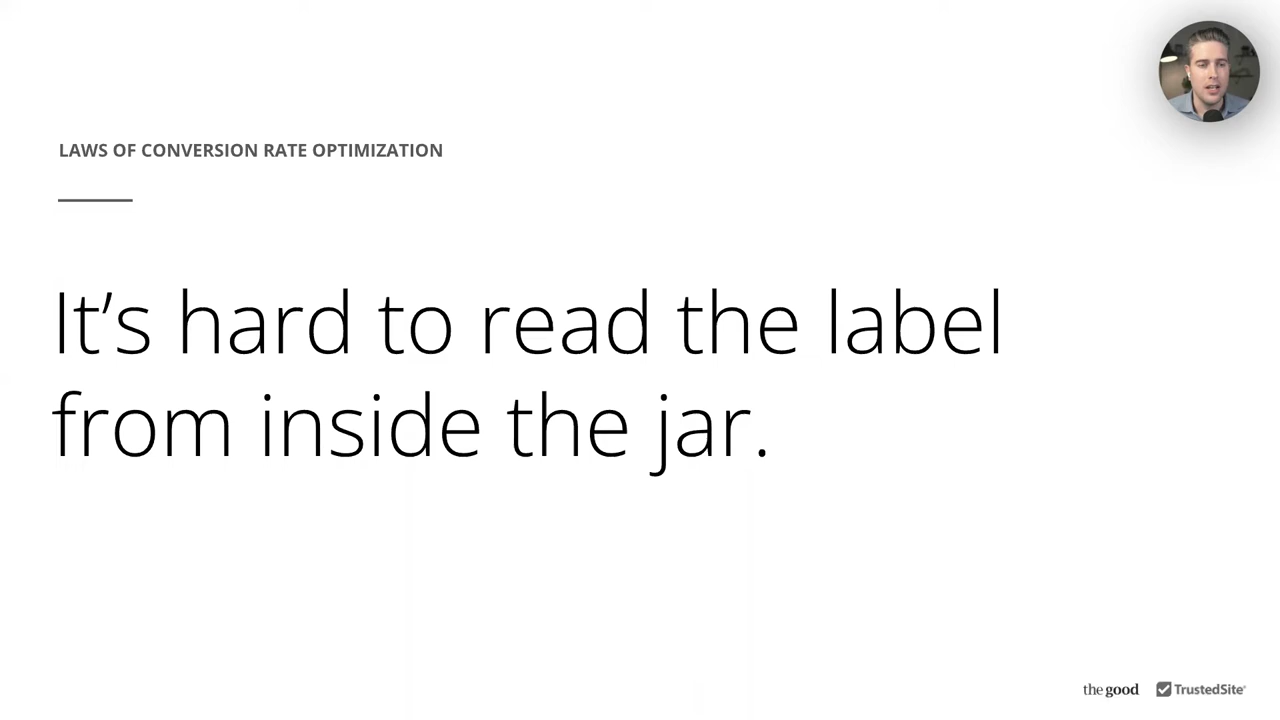 LAWS OF CONVERSION RATE OPTIMIZATION
It’s hard to read the label
from inside the jar.
the good TrustedSite®